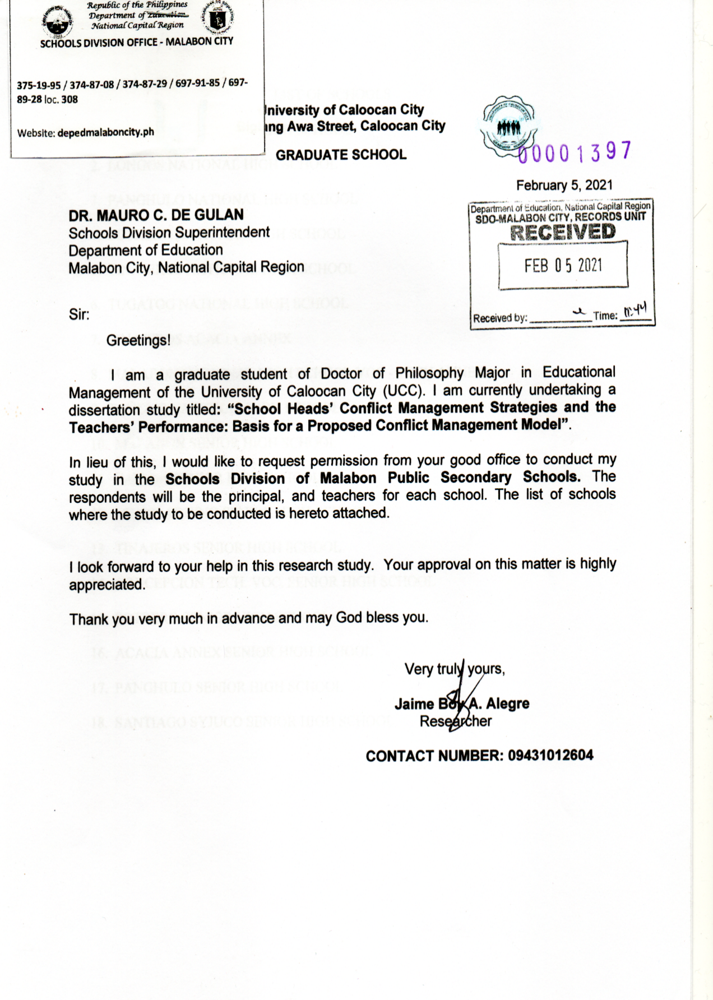 Republic of the Philippines
Department of Education
National Capital Region
SCHOOLS DIVISION OFFICE - MALABON CITY
375-19-95 / 374-87-08 / 374-87-29 / 697-91-85 / 697-
89-28 loc. 308
Website: depedmalaboncity.ph
University of Caloocan City
Awa Street, Caloocan City
GRADUATE SCHOOL
00001397
February 5, 2021
Department of Education, National Capital Region
SDO-MALABON CITY, RECORDS UNIT
RECEIVED
FEB 05 2021
Received by: Time: 11:44
DR. MAURO C. DE GULAN
Schools Division Superintendent
Department of Education
Malabon City, National Capital Region
Sir:
Greetings!
I am a graduate student of Doctor of Philosophy Major in Educational
Management of the University of Caloocan City (UCC). I am currently undertaking a
dissertation study titled: “School Heads’ Conflict Management Strategies and the
Teachers’ Performance: Basis for a Proposed Conflict Management Model”.
In lieu of this, I would like to request permission from your good office to conduct my
study in the Schools Division of Malabon Public Secondary Schools. The
respondents will be the principal, and teachers for each school. The list of schools
where the study to be conducted is hereto attached.
I look forward to your help in this research study. Your approval on this matter is highly
appreciated.
Thank you very much in advance and may God bless you.
Very truly yours,
Jaime Boy A. Alegre
Researcher
CONTACT NUMBER: 09431012604